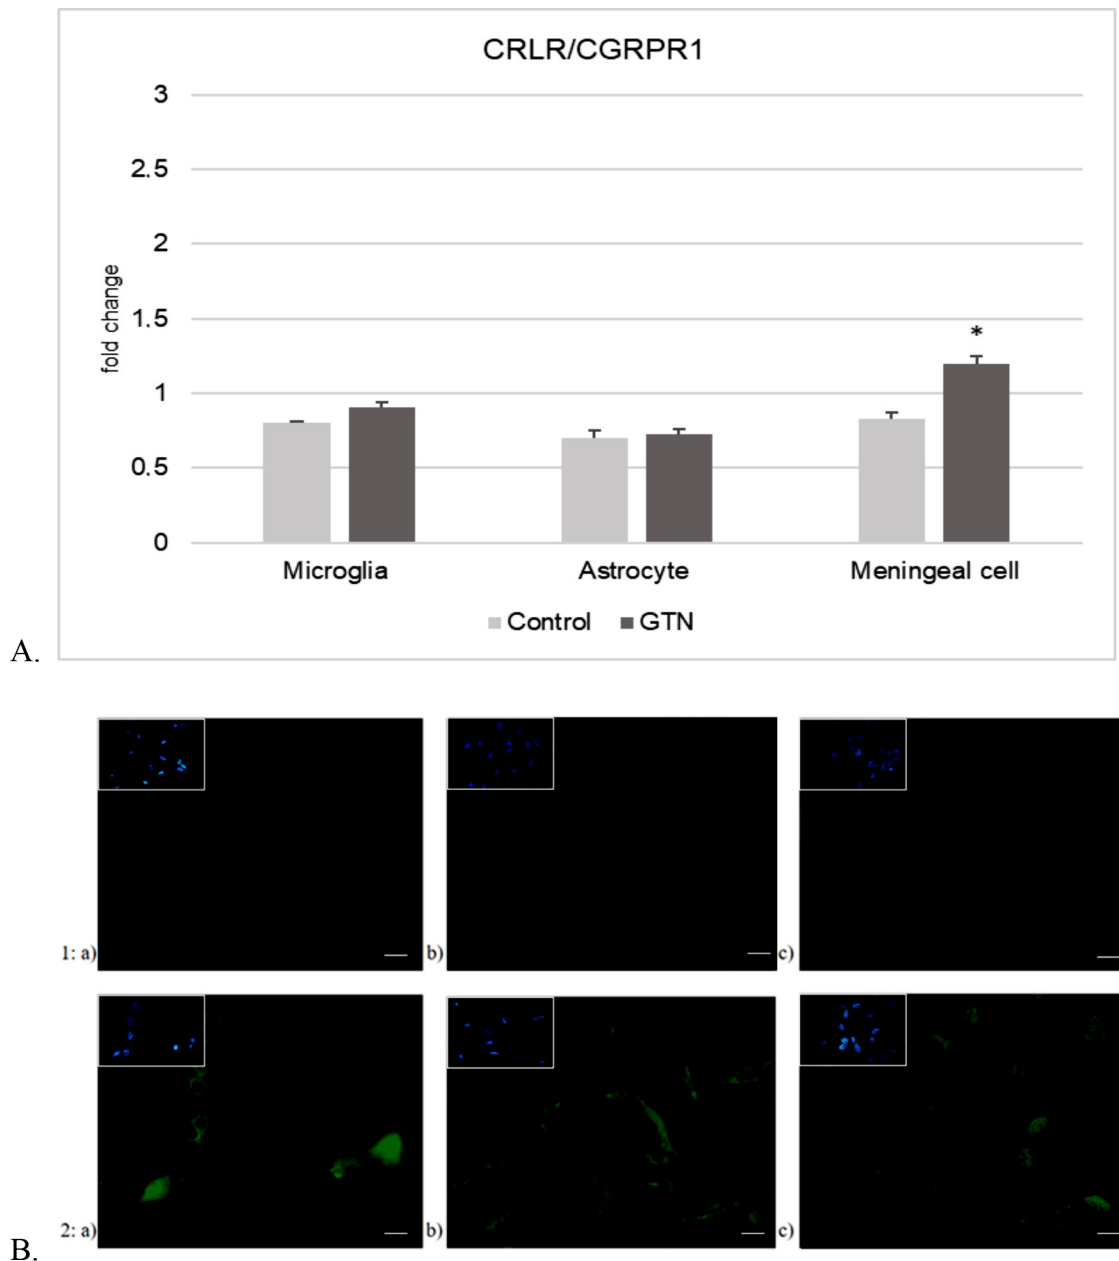 CRLR/CGRPR1
3
2.5
2
1.5
1
0.5
0
fold change
*
Microglia Astrocyte Meningeal cell
Control GTN
A.
1: a) b) c)
2: a) b) c)
B.